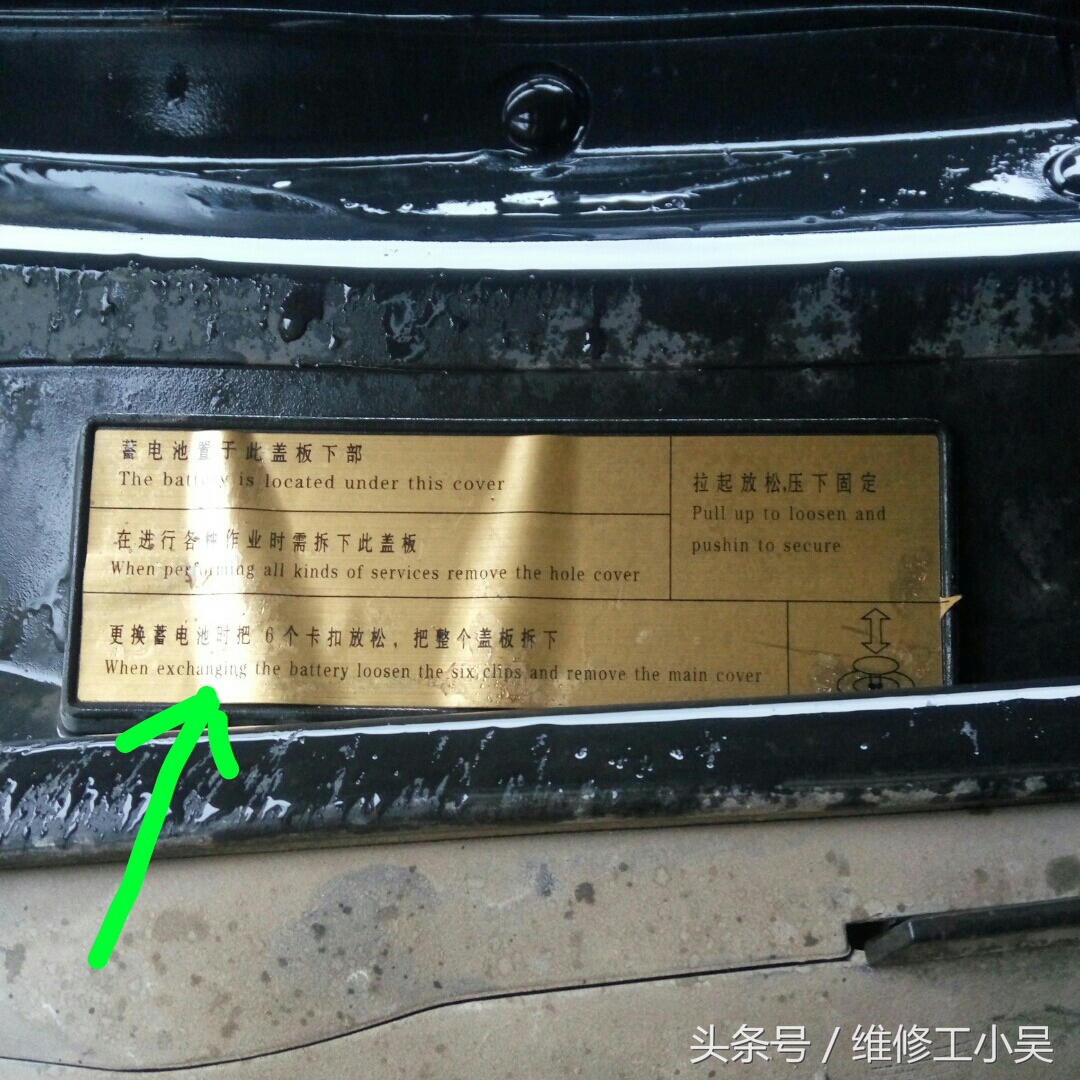 蓄电池置于此盖板下部
The battery is located under this cover
在进行各种作业时需拆下此盖板
When performing all kinds of services remove the hole cover
更换蓄电池时把 6个卡扣放松，把整个盖板拆下
When exchanging the battery loosen the six clips and remove the main cover
拉起放松,压下固定
Pull up to loosen and
pushin to secure
头条号 / 维修工小吴